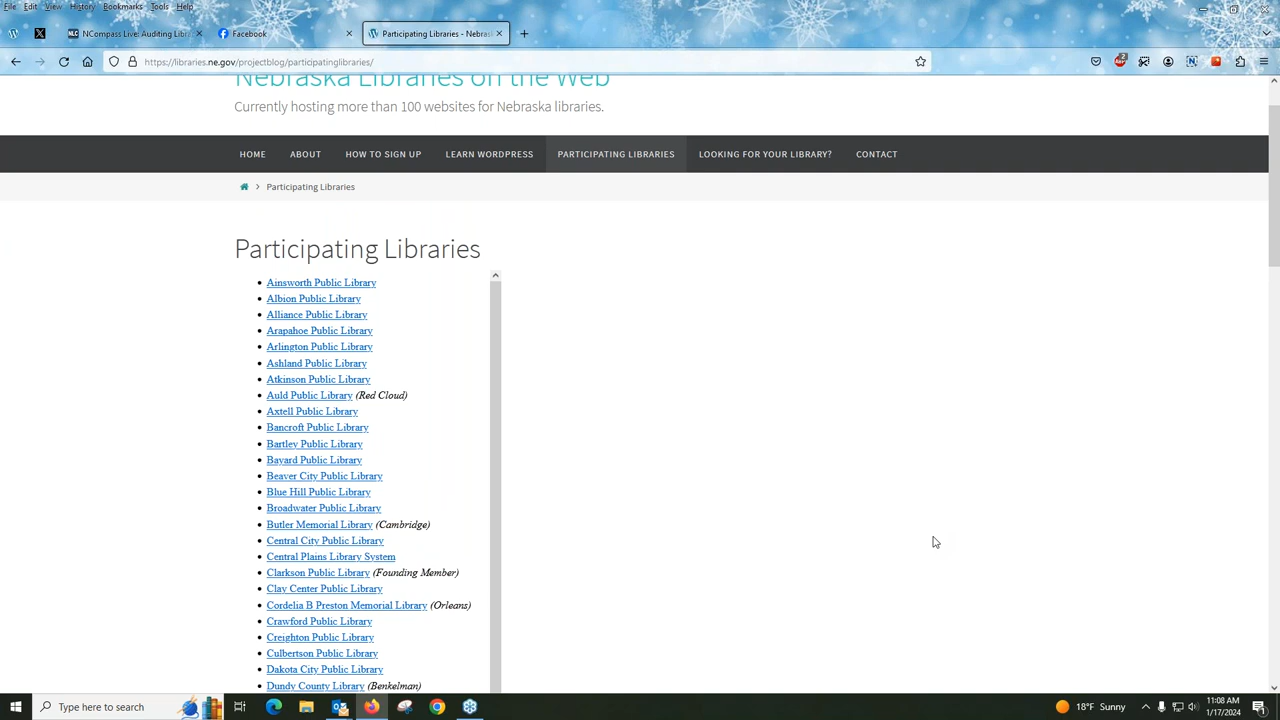 File Edit View History Bookmarks Tools Help
X NLC NCompass Live: Auditing Libra Facebook Participating Libraries - Nebras
https://libraries.ne.gov/projectblog/participatinglibraries/
Nebraska Libraries on the Web
Currently hosting more than 100 websites for Nebraska libraries.
HOME ABOUT HOW TO SIGN UP LEARN WORDPRESS PARTICIPATING LIBRARIES LOOKING FOR YOUR LIBRARY? CONTACT
Participating Libraries
Participating Libraries
Ainsworth Public Library
Albion Public Library
Alliance Public Library
Arapahoe Public Library
Arlington Public Library
Ashland Public Library
Atkinson Public Library
Auld Public Library (Red Cloud)
Axtell Public Library
Bancroft Public Library
Bartley Public Library
Bayard Public Library
Beaver City Public Library
Blue Hill Public Library
Broadwater Public Library
Butler Memorial Library (Cambridge)
Central City Public Library
Central Plains Library System
Clarkson Public Library (Founding Member)
Clay Center Public Library
Cordelia B Preston Memorial Library (Orleans)
Crawford Public Library
Creighton Public Library
Culbertson Public Library
Dakota City Public Library
Dundy County Library (Benkelman)
Type here to search
18°F Sunny
11:08 AM
1/17/2024